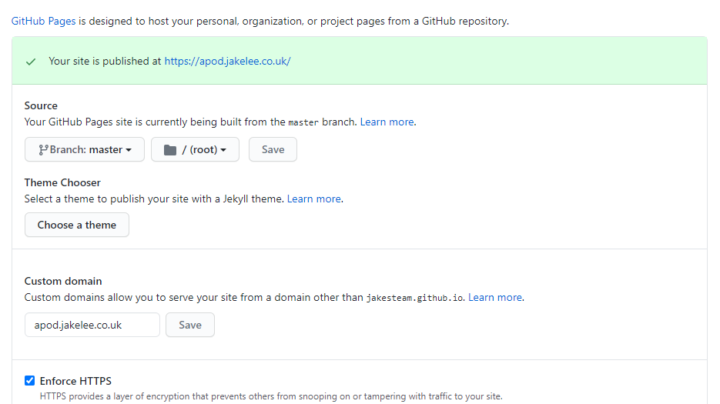 GitHub Pages is designed to host your personal, organization, or project pages from a GitHub repository.
Your site is published at https://apod.jakelee.co.uk/
Source
Your GitHub Pages site is currently being built from the master branch. Learn more.
Branch: master
/ (root)
Save
Theme Chooser
Select a theme to publish your site with a Jekyll theme. Learn more.
Choose a theme
Custom domain
Custom domains allow you to serve your site from a domain other than jakesteam.github.io. Learn more.
apod.jakelee.co.uk
Save
Enforce HTTPS
HTTPS provides a layer of encryption that prevents others from snooping on or tampering with traffic to your site.